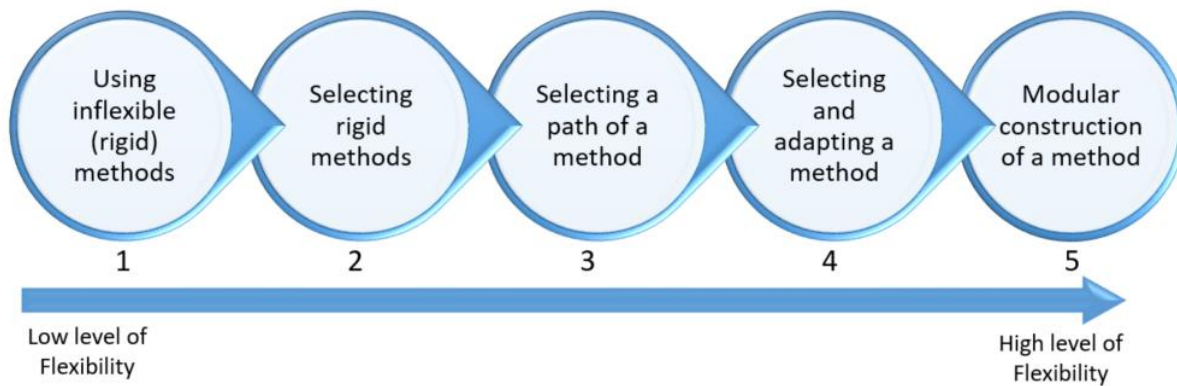 Using
inflexible
(rigid)
methods
Selecting
rigid
methods
Selecting a
path of a
method
Selecting
and
adapting a
method
Modular
construction
of a method
1
2
3
4
5
Low level of
Flexibility
High level of
Flexibility